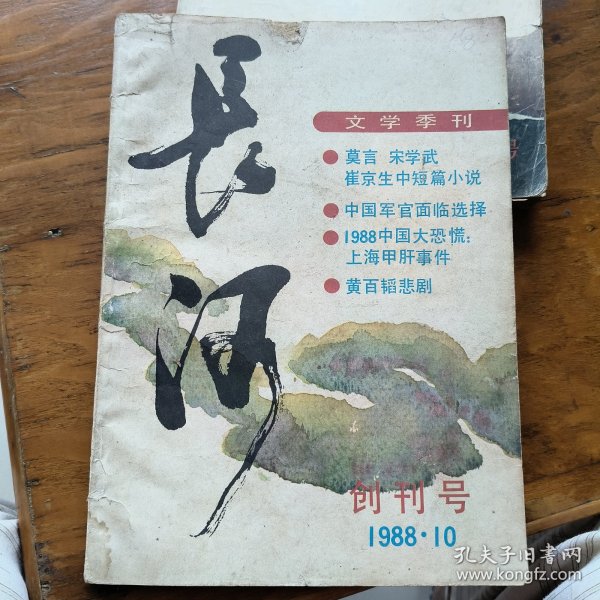 長河
文学季刊
莫言 宋学武
崔京生中短篇小说
中国军官面临选择
1988中国大恐慌:
上海甲肝事件
黄百韬悲剧
创刊号
1988·10
号
孔夫子旧书网
www.kongfz.com